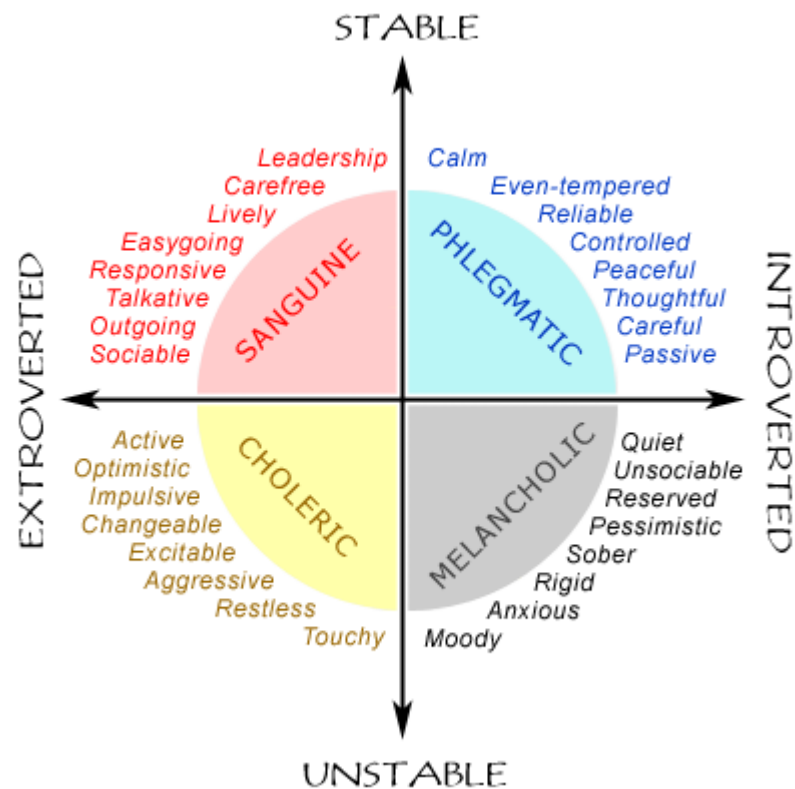 STABLE
Leadership
Carefree
Lively
Easygoing
Responsive
Talkative
Outgoing
Sociable
SANGUINE
Calm
Even-tempered
Reliable
Controlled
Peaceful
Thoughtful
Careful
Passive
PHLEGMATIC
EXTROVERTED
INTROVERTED
Active
Optimistic
Impulsive
Changeable
Excitable
Aggressive
Restless
Touchy
CHOLERIC
Quiet
Unsociable
Reserved
Pessimistic
Sober
Rigid
Anxious
Moody
MELANCHOLIC
UNSTABLE